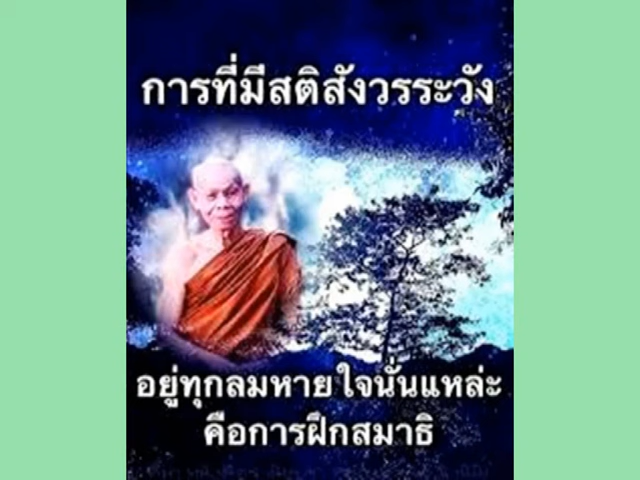 การที่มีสติสังวรระวัง
อยู่ทุกลมหายใจนั่นแหล่ะ
คือการฝึกสมาธิ